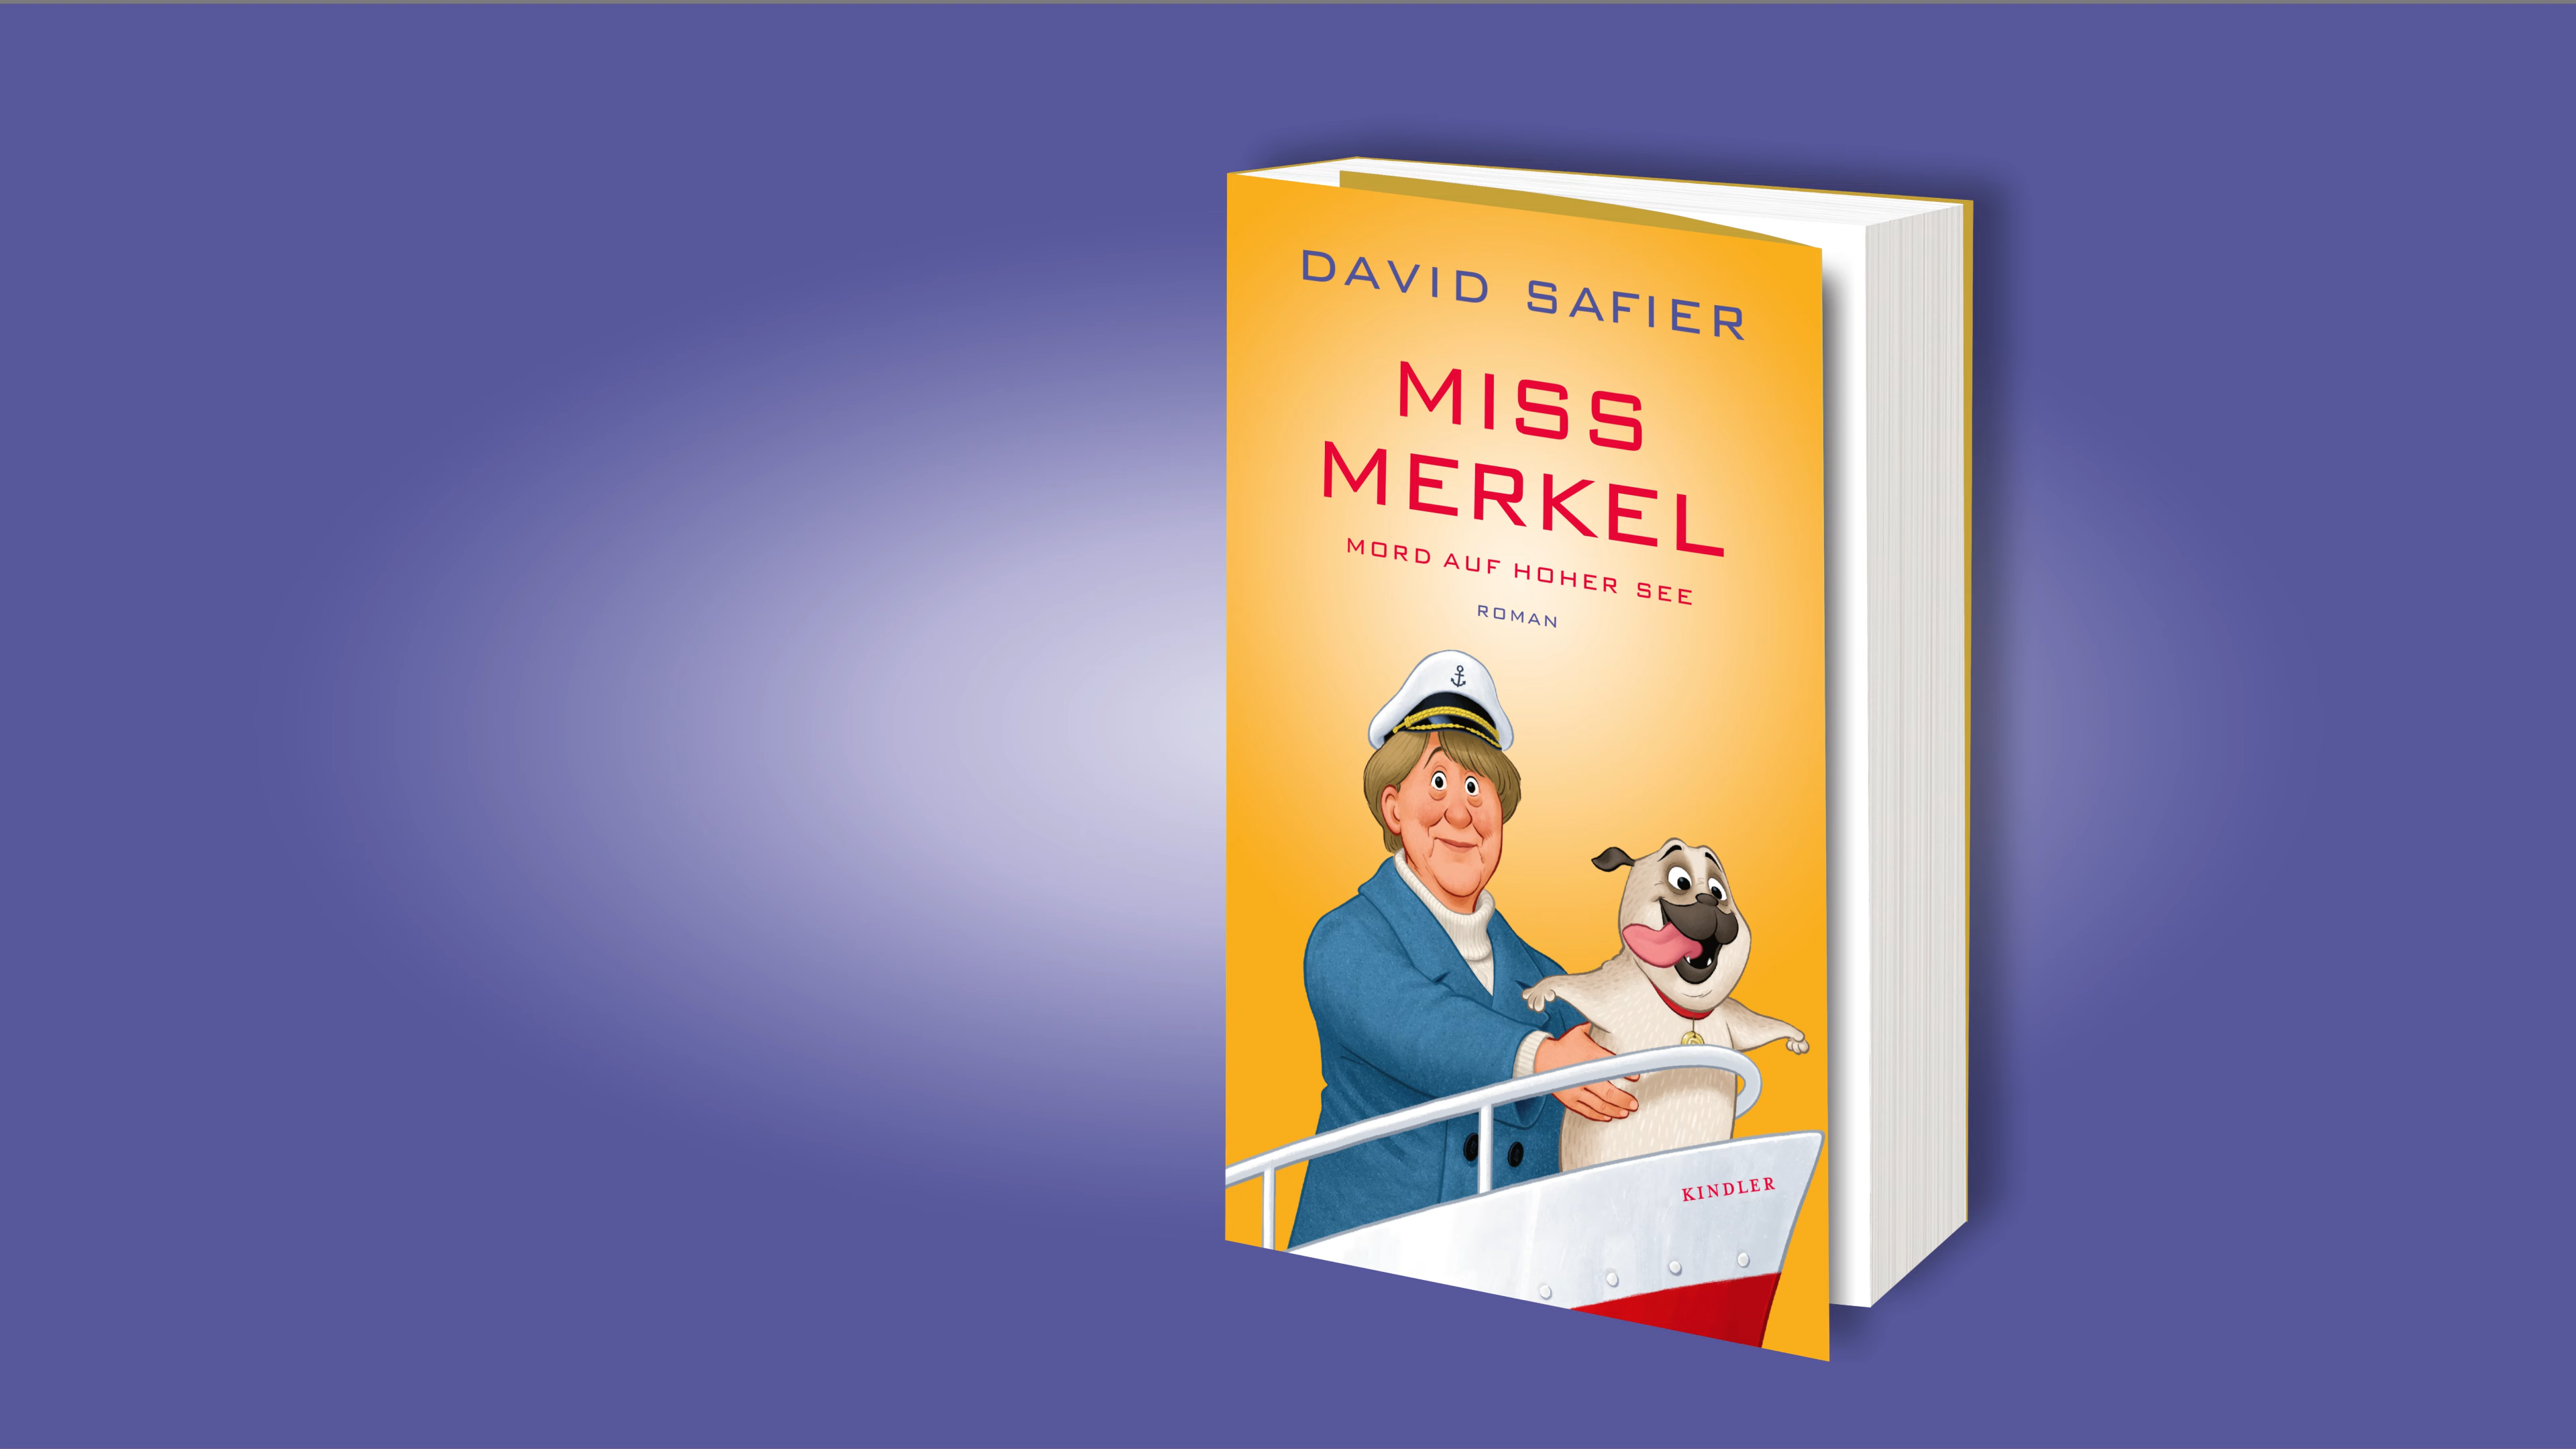 DAVID SAFIER
MISS
MERKEL
MORD AUF HOHER SEE
ROMAN
KINDLER